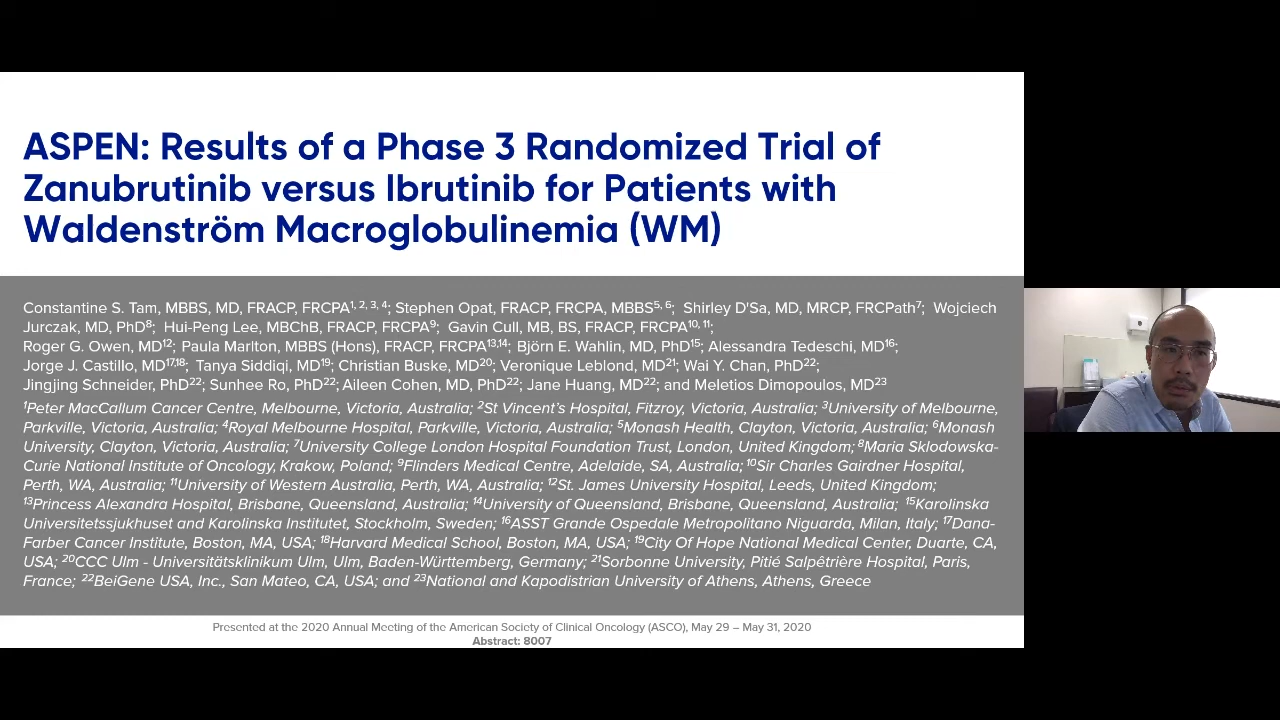 ASPEN: Results of a Phase 3 Randomized Trial of
Zanubrutinib versus Ibrutinib for Patients with
Waldenström Macroglobulinemia (WM)
Constantine S. Tam, MBBS, MD, FRACP, FRCPA1, 2, 3, 4; Stephen Opat, FRACP, FRCPA, MBBS5, 6; Shirley D'Sa, MD, MRCP, FRCPath7; Wojciech
Jurczak, MD, PhD8; Hui-Peng Lee, MBChB, FRACP, FRCPA9; Gavin Cull, MB, BS, FRACP, FRCPA10, 11;
Roger G. Owen, MD12; Paula Marlton, MBBS (Hons), FRACP, FRCPA13,14; Björn E. Wahlin, MD, PhD15; Alessandra Tedeschi, MD16;
Jorge J. Castillo, MD17,18; Tanya Siddiqi, MD19; Christian Buske, MD20; Veronique Leblond, MD21; Wai Y. Chan, PhD22;
Jingjing Schneider, PhD22; Sunhee Ro, PhD22; Aileen Cohen, MD, PhD22; Jane Huang, MD22; and Meletios Dimopoulos, MD23
1Peter MacCallum Cancer Centre, Melbourne, Victoria, Australia; 2St Vincent's Hospital, Fitzroy, Victoria, Australia; 3University of Melbourne,
Parkville, Victoria, Australia; 4Royal Melbourne Hospital, Parkville, Victoria, Australia; 5Monash Health, Clayton, Victoria, Australia; 6Monash
University, Clayton, Victoria, Australia; 7University College London Hospital Foundation Trust, London, United Kingdom; 8Maria Sklodowska-
Curie National Institute of Oncology, Krakow, Poland; 9Flinders Medical Centre, Adelaide, SA, Australia; 10Sir Charles Gairdner Hospital,
Perth, WA, Australia; 11University of Western Australia, Perth, WA, Australia; 12St. James University Hospital, Leeds, United Kingdom;
13Princess Alexandra Hospital, Brisbane, Queensland, Australia; 14University of Queensland, Brisbane, Queensland, Australia; 15Karolinska
Universitetssjukhuset and Karolinska Institutet, Stockholm, Sweden; 16ASST Grande Ospedale Metropolitano Niguarda, Milan, Italy; 17Dana-
Farber Cancer Institute, Boston, MA, USA; 18Harvard Medical School, Boston, MA, USA; 19City Of Hope National Medical Center, Duarte, CA,
USA; 20CCC Ulm - Universitätsklinikum Ulm, Ulm, Baden-Württemberg, Germany; 21Sorbonne University, Pitié Salpêtrière Hospital, Paris,
France; 22BeiGene USA, Inc., San Mateo, CA, USA; and 23National and Kapodistrian University of Athens, Athens, Greece
Presented at the 2020 Annual Meeting of the American Society of Clinical Oncology (ASCO), May 29 – May 31, 2020
Abstract: 8007